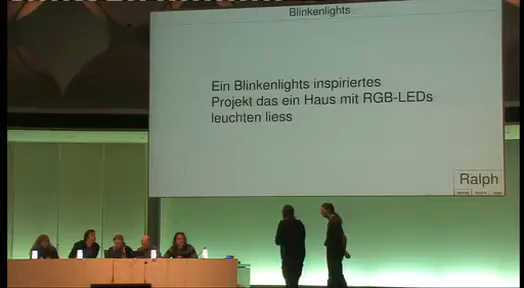 Blinkenlights
Ein Blinkenlights inspiriertes
Projekt das ein Haus mit RGB-LEDs
leuchten liess
Ralph